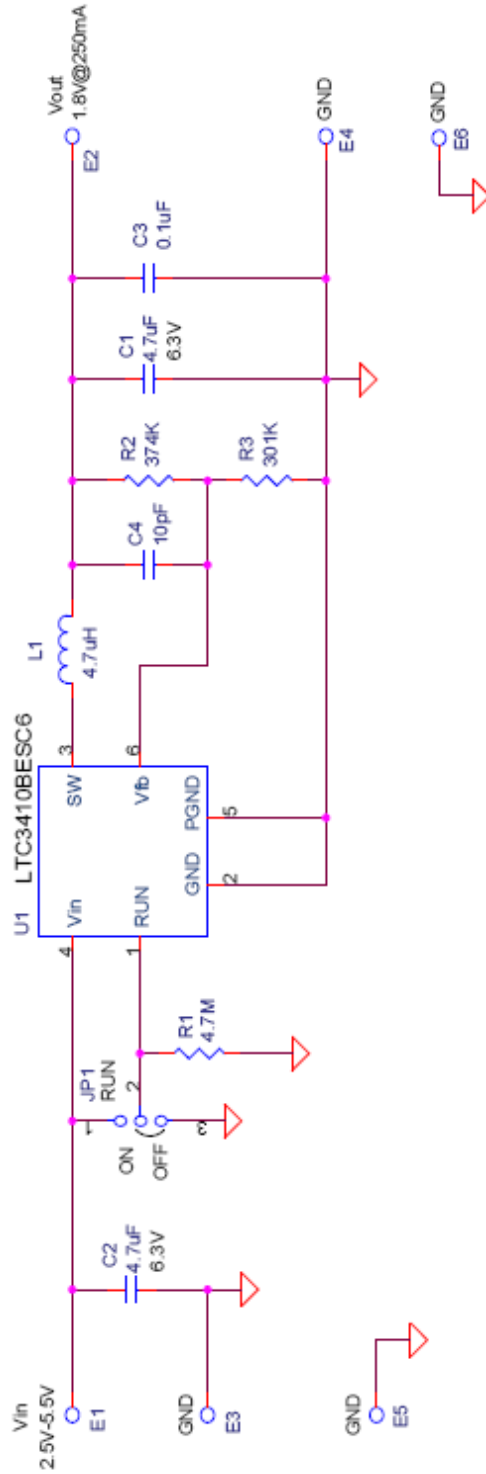 Vin
2.5V-5.5V
E1
GND
E3
GND
E5
C2
4.7uF
6.3V
JP1
RUN
1
ON
2
OFF
3
R1
4.7M
U1
LTC3410BESC6
4
Vin
1
RUN
SW
3
Vfb
6
GND
2
PGND
5
L1
4.7uH
C4
10pF
R2
374K
R3
301K
C1
4.7uF
6.3V
C3
0.1uF
Vout
1.8V@250mA
E2
GND
E4
GND
E6